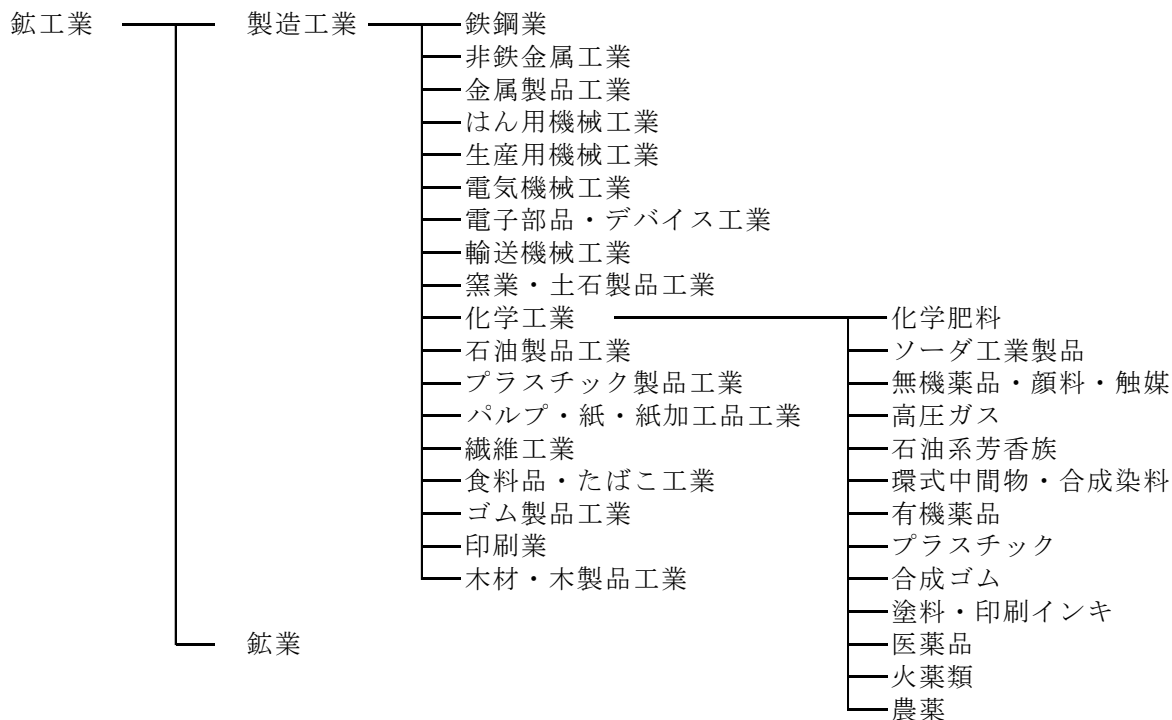 鉱工業 製造工業 鉄鋼業
非鉄金属工業
金属製品工業
はん用機械工業
生産用機械工業
電気機械工業
電子部品・デバイス工業
輸送機械工業
窯業・土石製品工業
化学工業 化学肥料
石油製品工業 ソーダ工業製品
プラスチック製品工業 無機薬品・顔料・触媒
パルプ・紙・紙加工品工業 高圧ガス
繊維工業 石油系芳香族
食料品・たばこ工業 環式中間物・合成染料
ゴム製品工業 有機薬品
印刷業 プラスチック
木材・木製品工業 合成ゴム
塗料・印刷インキ
鉱業 医薬品
火薬類
農薬